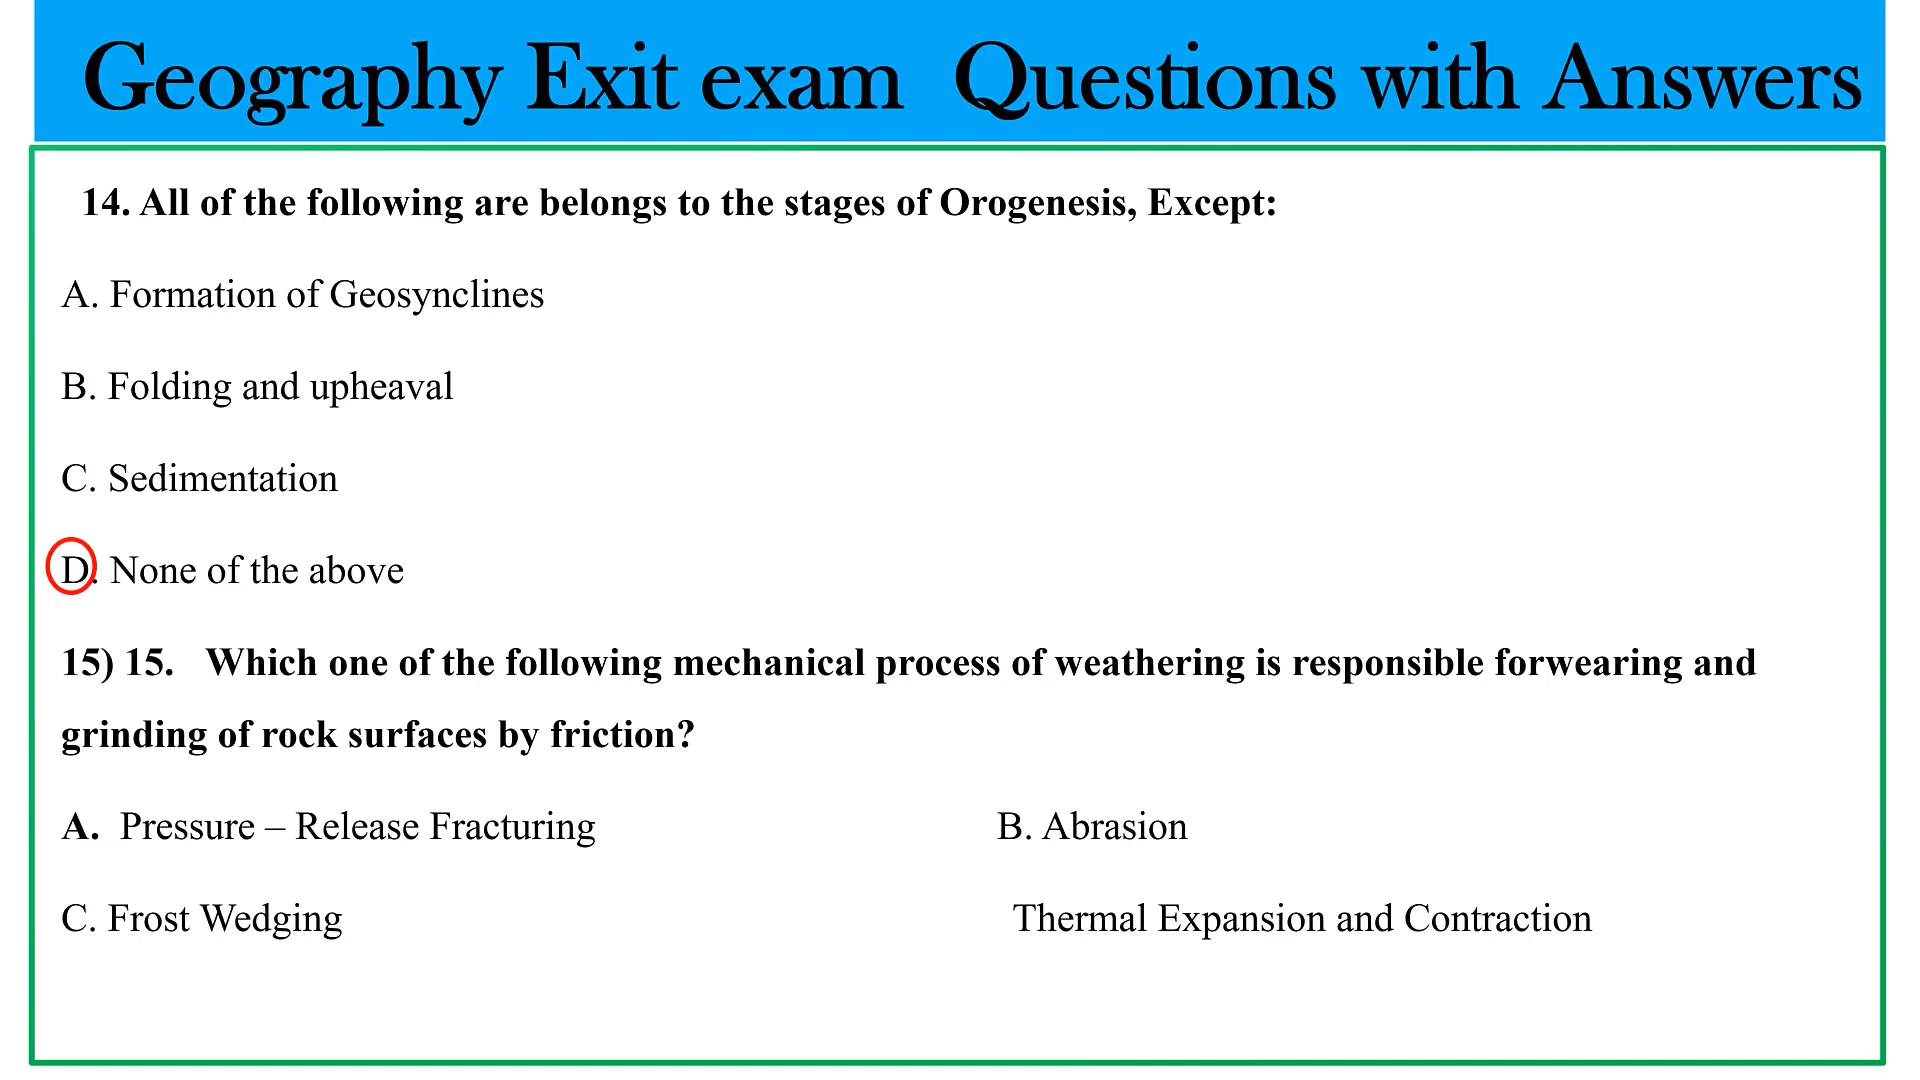 Geography Exit exam Questions with Answers
14. All of the following are belongs to the stages of Orogenesis, Except:
A. Formation of Geosynclines
B. Folding and upheaval
C. Sedimentation
D. None of the above
15) 15. Which one of the following mechanical process of weathering is responsible forwearing and
grinding of rock surfaces by friction?
A. Pressure – Release Fracturing B. Abrasion
C. Frost Wedging Thermal Expansion and Contraction